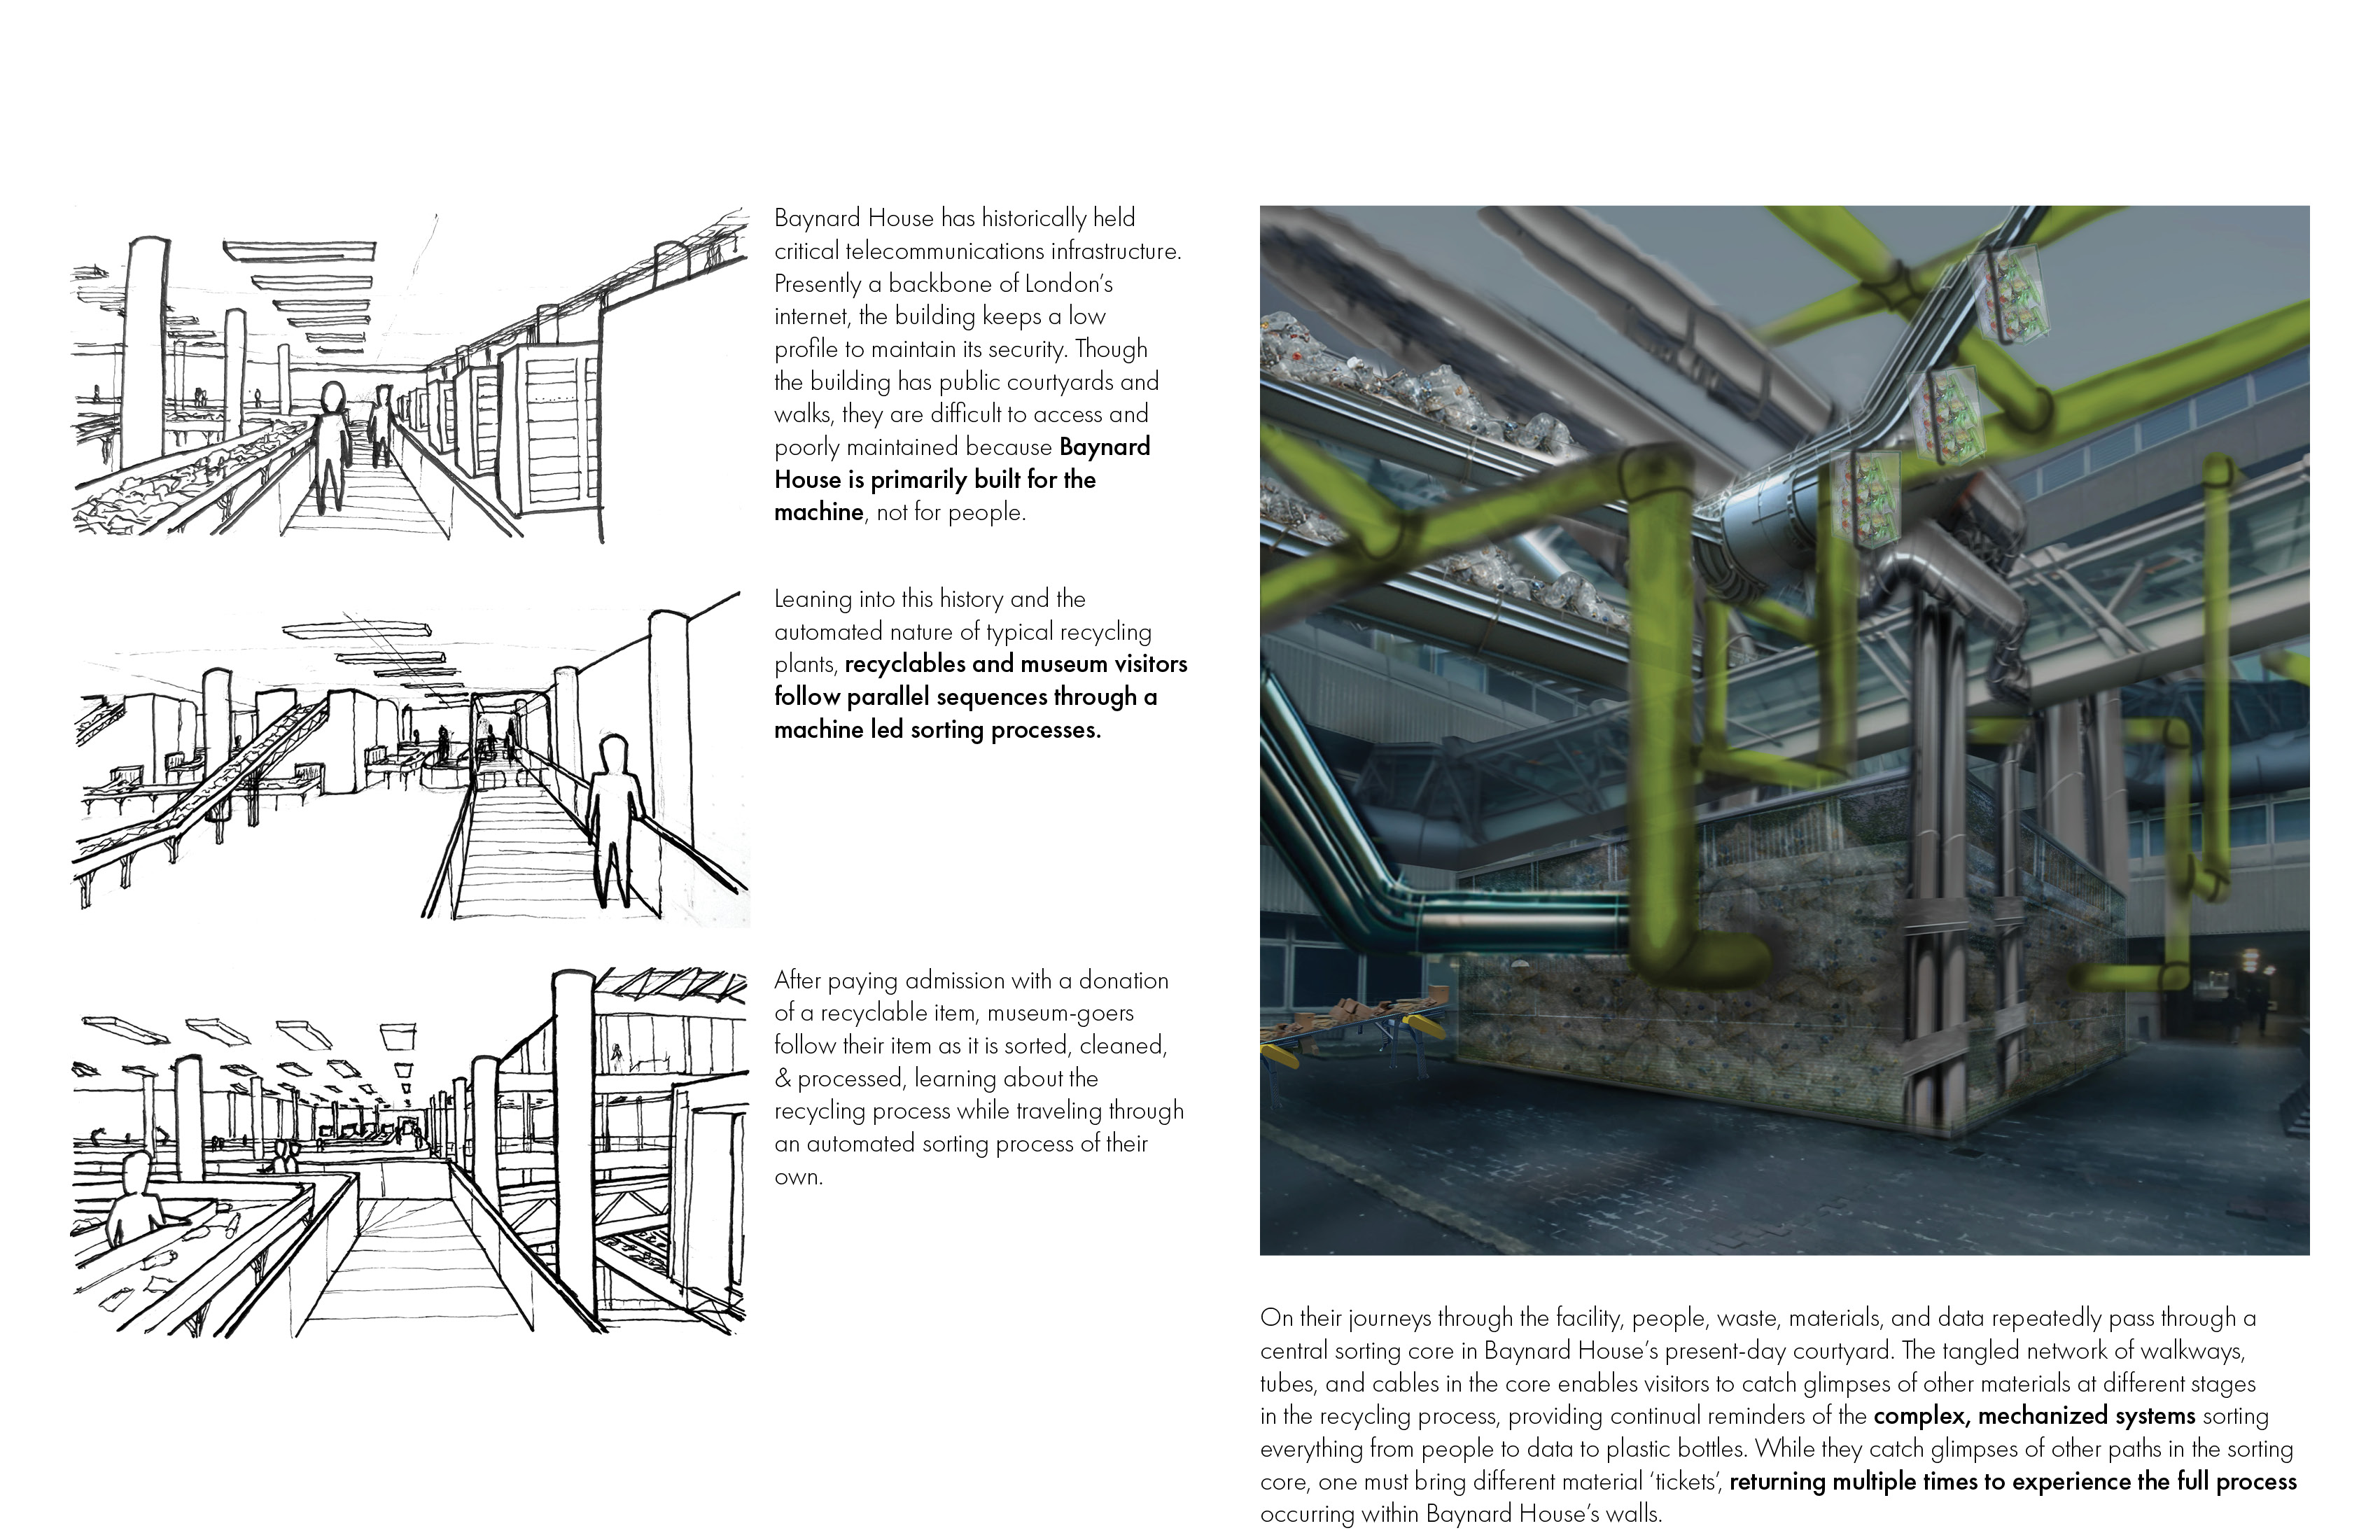 Baynard House has historically held
critical telecommunications infrastructure.
Presently a backbone of London’s
internet, the building keeps a low
profile to maintain its security. Though
the building has public courtyards and
walks, they are difficult to access and
poorly maintained because Baynard
House is primarily built for the
machine, not for people.
Leaning into this history and the
automated nature of typical recycling
plants, recyclables and museum visitors
follow parallel sequences through a
machine led sorting processes.
After paying admission with a donation
of a recyclable item, museum-goers
follow their item as it is sorted, cleaned,
& processed, learning about the
recycling process while traveling through
an automated sorting process of their
own.
On their journeys through the facility, people, waste, materials, and data repeatedly pass through a
central sorting core in Baynard House’s present-day courtyard. The tangled network of walkways,
tubes, and cables in the core enables visitors to catch glimpses of other materials at different stages
in the recycling process, providing continual reminders of the complex, mechanized systems sorting
everything from people to data to plastic bottles. While they catch glimpses of other paths in the sorting
core, one must bring different material ‘tickets’, returning multiple times to experience the full process
occurring within Baynard House’s walls.